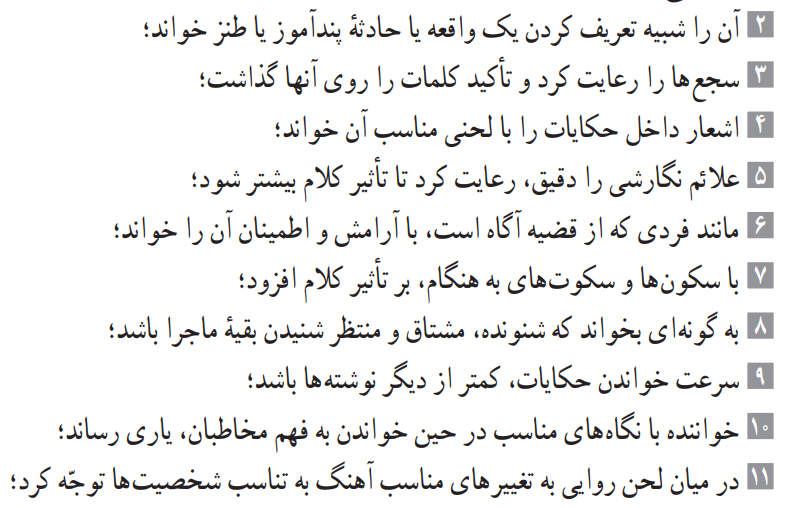 ۲ آن را شبیه تعریف کردن یک واقعه یا حادثهٔ پندآموز یا طنز خواند؛
۳ سجع‌ها را رعایت کرد و تأکید کلمات را روی آنها گذاشت؛
۴ اشعار داخل حکایات را با لحنی مناسب آن خواند؛
۵ علائم نگارشی را دقیق، رعایت کرد تا تأثیر کلام بیشتر شود؛
۶ مانند فردی که از قضیه آگاه است، با آرامش و اطمینان آن را خواند؛
۷ با سکون‌ها و سکوت‌های به هنگام، بر تأثیر کلام افزود؛
۸ به گونه‌ای بخواند که شنونده، مشتاق و منتظر شنیدن بقیهٔ ماجرا باشد؛
۹ سرعت خواندن حکایات، کمتر از دیگر نوشته‌ها باشد؛
۱۰ خواننده با نگاه‌های مناسب در حین خواندن به فهم مخاطبان، یاری رساند؛
۱۱ در میان لحن روایی به تغییرهای مناسب آهنگ به تناسب شخصیت‌ها توجّه کرد؛